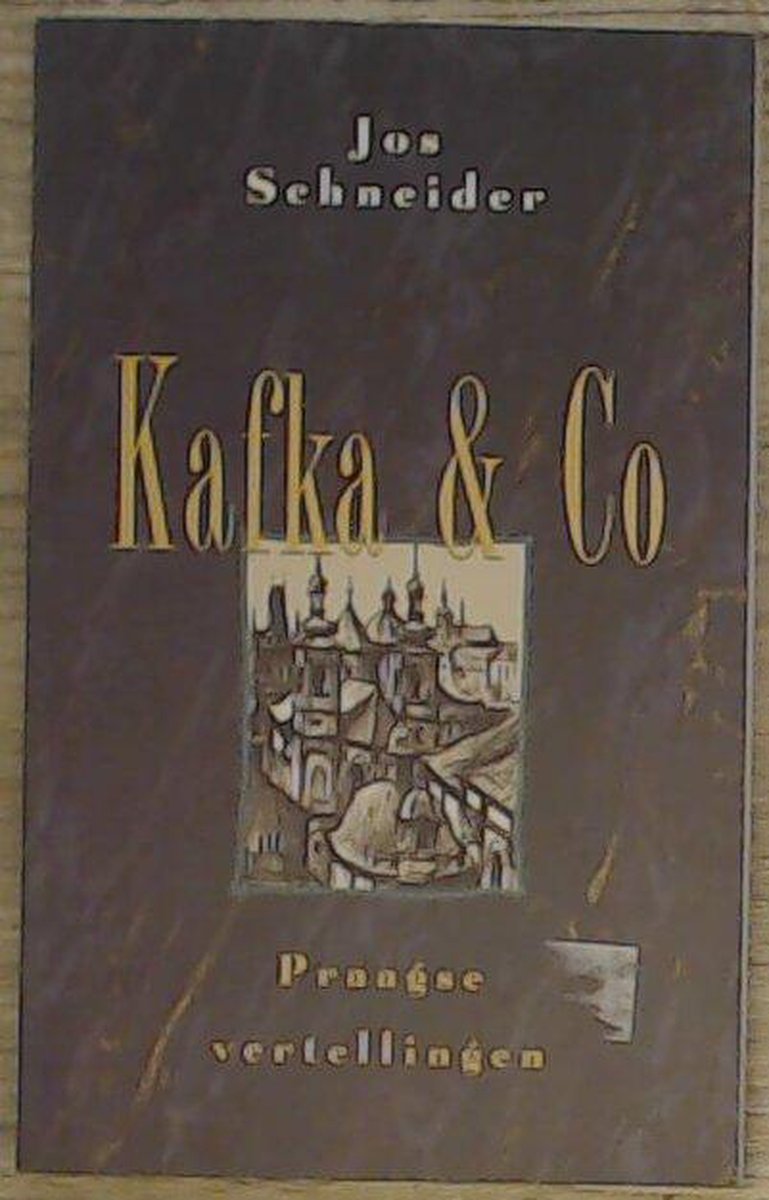 Jos
Schneider
Kafka & Co
Praagse
vertellingen